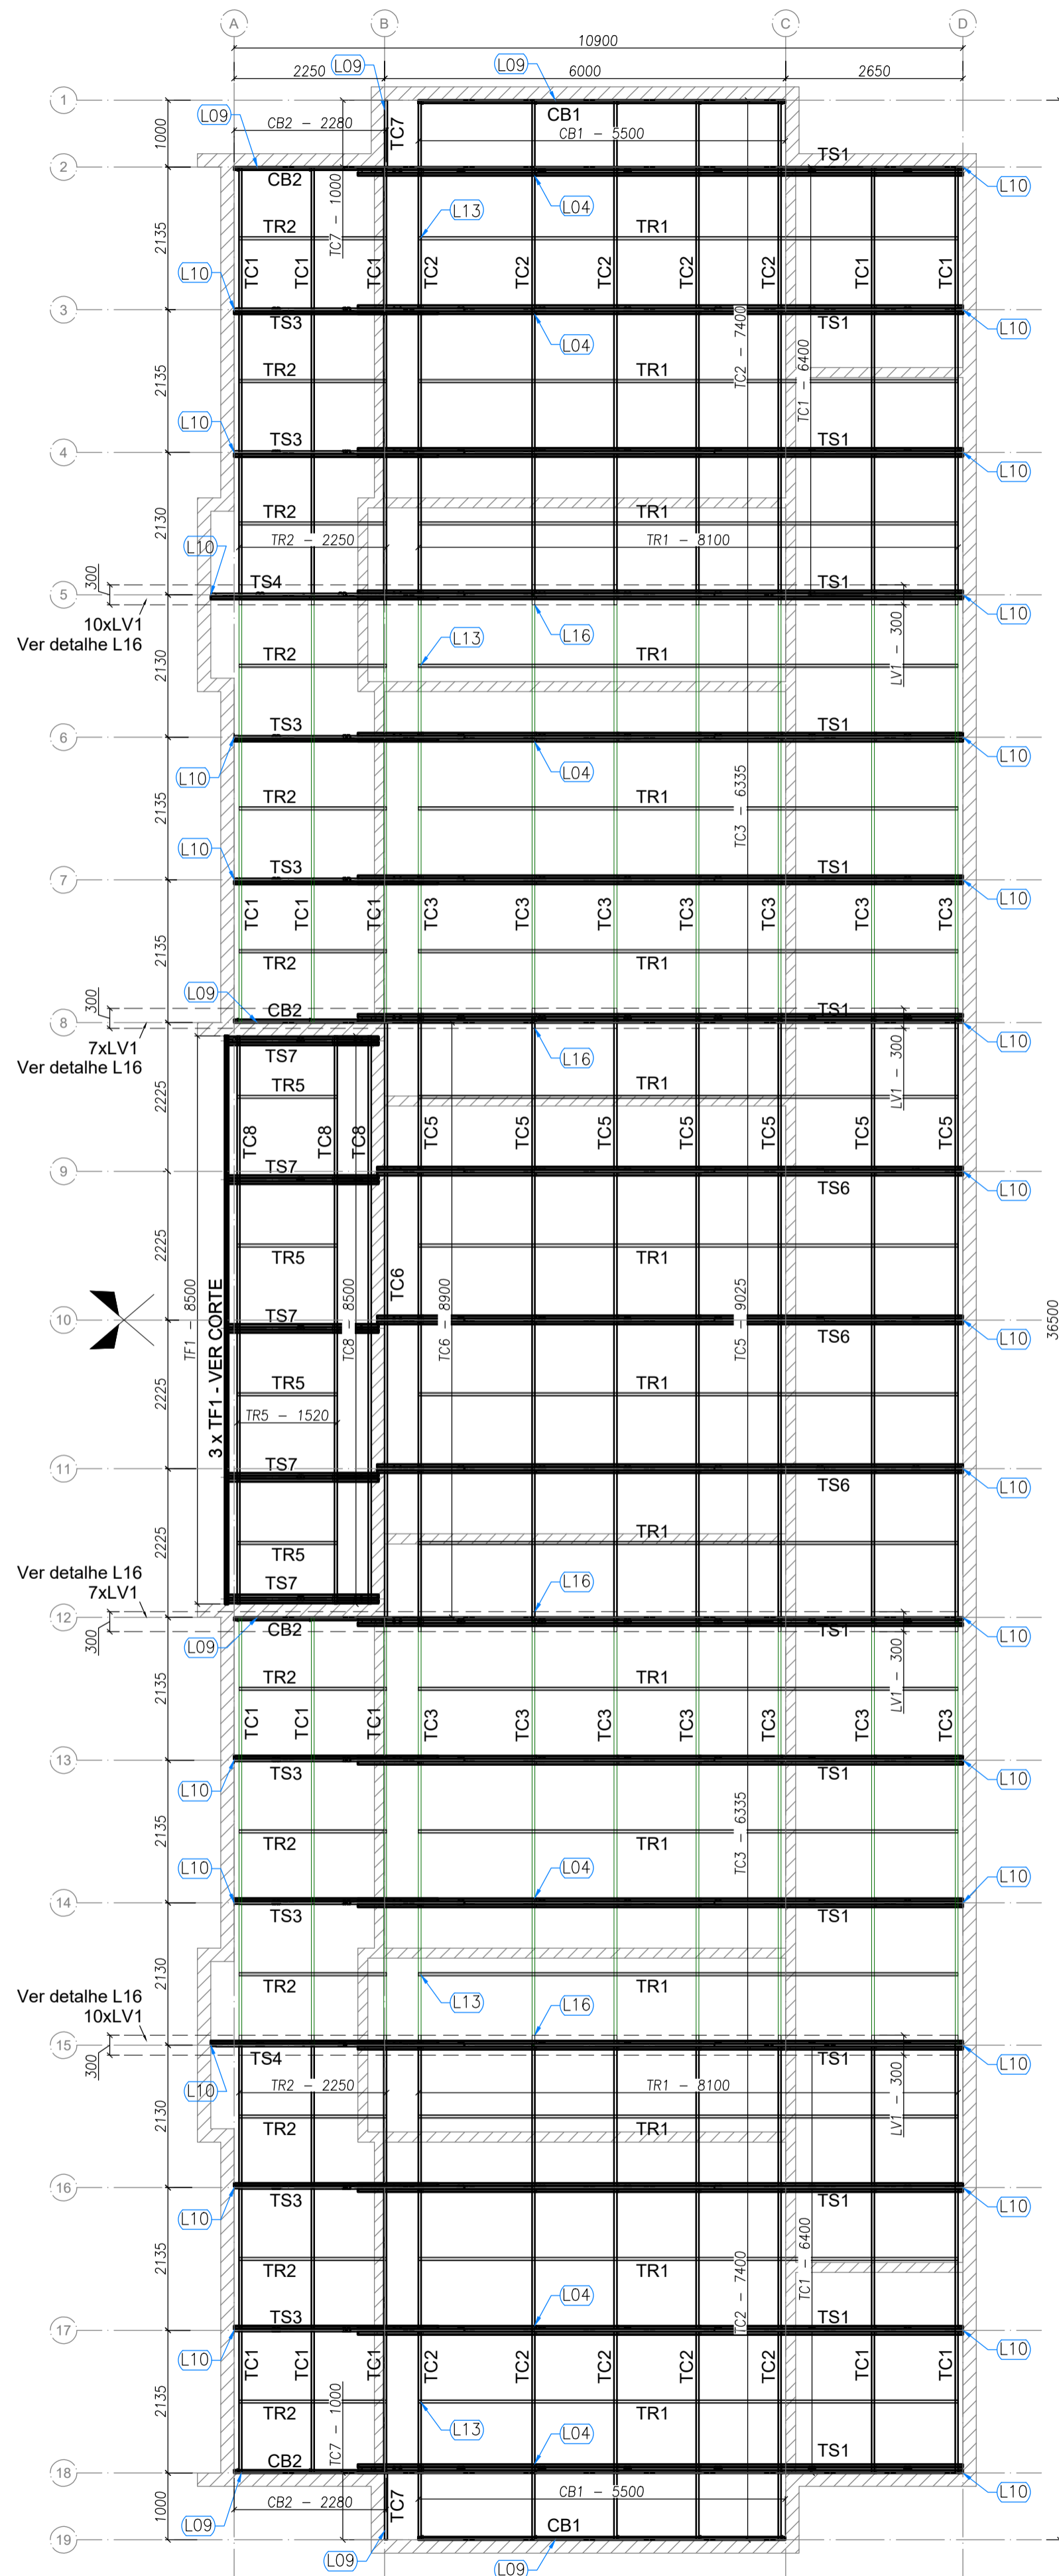 A B C D
10900
2250 L09 L09 6000 2650
1
1000 L09 CB2 - 2280 TC7 CB1
CB1 - 5500
2 TS1
CB2 TC7 - 1000 L04 L10
L13
2135 TR2 TR1
L10 TC1 TC1 TC1 TC2 TC2 TC2 TC2 TC2 TC1 TC1
3
TS3 L04 TC2 - 7400 TS1 L10
2135 TR2 TR1 TC1 - 6400
L10 TS3 TS1
4 L10
2130 TR2 TR1
L10 TR2 - 2250 TR1 - 8100
300 TS4 TS1
5 L10
10xLV1
Ver detalhe L16 L16
2130 TR2 L13 TR1 LV1 - 300
TS3 TS1
6
L10 L04 L10
2135 TR2 TR1 TC3 - 6335
L10 TS3 TS1
7 L10
TC1 TC1 TC1 TC3 TC3 TC3 TC3 TC3 TC3 TC3
2135 TR2 TR1
300 L09 CB2 TS1
8 L10
7xLV1
Ver detalhe L16 L16
TS7
2225 TR5 TR1 LV1 - 300
TC8 TC8 TC8 TC5 TC5 TC5 TC5 TC5 TC5 TC5
TS7
9
TS6 L10
2225 TR5 TR1
TF1 - 8500 3 x TF1 - VER CORTE TC8 - 8500 TC6 TC6 - 8900 TC5 - 9025 36500
TS7
10
TS6 L10
2225 TR5 TR1
TR5 - 1520
TS7
11
TS6 L10
2225 TR5 TR1
Ver detalhe L16
7xLV1 TS7 L16
12
300 L09 CB2 TS1 L10
2135 TR2 TR1 LV1 - 300
TC1 TC1 TC1 TC3 TC3 TC3 TC3 TC3 TC3 TC3
13
L10 TS3 TS1 L10
2135 TR2 TR1 TC3 - 6335
L10 L04 L10
14
TS3 TS1
2130 TR2 TR1
Ver detalhe L16
10xLV1 L13 L16
15
300 TS4 TS1 L10
L10 TR2 - 2250 TR1 - 8100
2130 TR2 TR1 LV1 - 300
16
L10 TS3 TS1 L10
2135 TR2 TR1 TC2 - 7400 TC1 - 6400
TS3 L04 TS1
17
L10 L10
TC1 TC1 TC1 TC2 TC2 TC2 TC2 TC2 TC1 TC1
2135 TR2 L13 TR1
TC7 - 1000
CB2 L04 TS1
18
L10
1000 L09 CB2 - 2280 TC7 CB1 - 5500
CB1
19
L09 L09